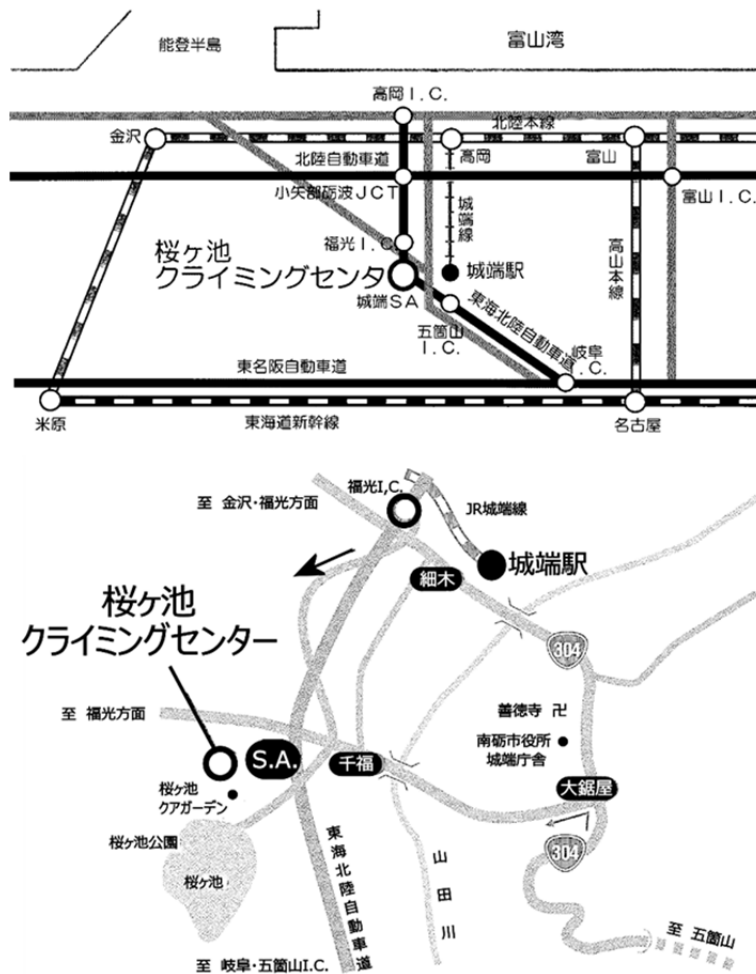 能登半島
富山湾
高岡I.C.
金沢
北陸本線
北陸自動車道
高岡
富山
小矢部砺波JCT
富山I.C.
城端線
福光I.C.
高山本線
桜ヶ池
クライミングセンタ
城端駅
城端SA
東海北陸自動車道
五箇山
I.C.
岐阜
I.C.
東名阪自動車道
米原
東海道新幹線
名古屋
福光I,C.
至 金沢・福光方面
JR城端線
城端駅
細木
桜ヶ池
クライミングセンター
304
至 福光方面
善徳寺 卍
南砺市役所
城端庁舎
S.A.
千福
桜ヶ池
クアガーデン
大鋸屋
桜ヶ池公園
東海北陸自動車道
山田川
304
桜ヶ池
至 五箇山
至 岐阜・五箇山I.C.